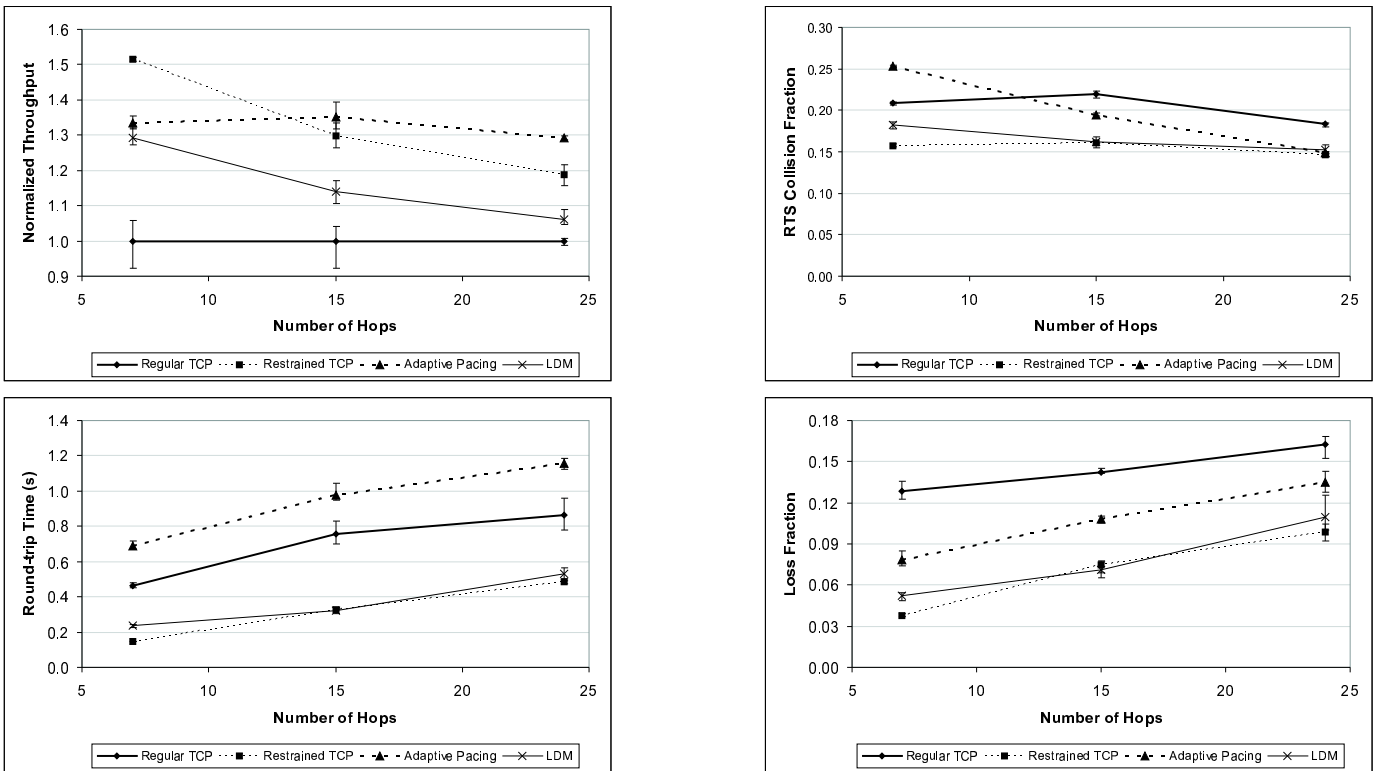 Normalized Throughput
1.6
1.5
1.4
1.3
1.2
1.1
1.0
0.9
5 10 15 20 25
Number of Hops
Regular TCP Restrained TCP Adaptive Pacing LDM
RTS Collision Fraction
0.30
0.25
0.20
0.15
0.10
0.05
0.00
5 10 15 20 25
Number of Hops
Regular TCP Restrained TCP Adaptive Pacing LDM
Round-trip Time (s)
1.4
1.2
1.0
0.8
0.6
0.4
0.2
0.0
5 10 15 20 25
Number of Hops
Regular TCP Restrained TCP Adaptive Pacing LDM
Loss Fraction
0.18
0.15
0.12
0.09
0.06
0.03
0.00
5 10 15 20 25
Number of Hops
Regular TCP Restrained TCP Adaptive Pacing LDM